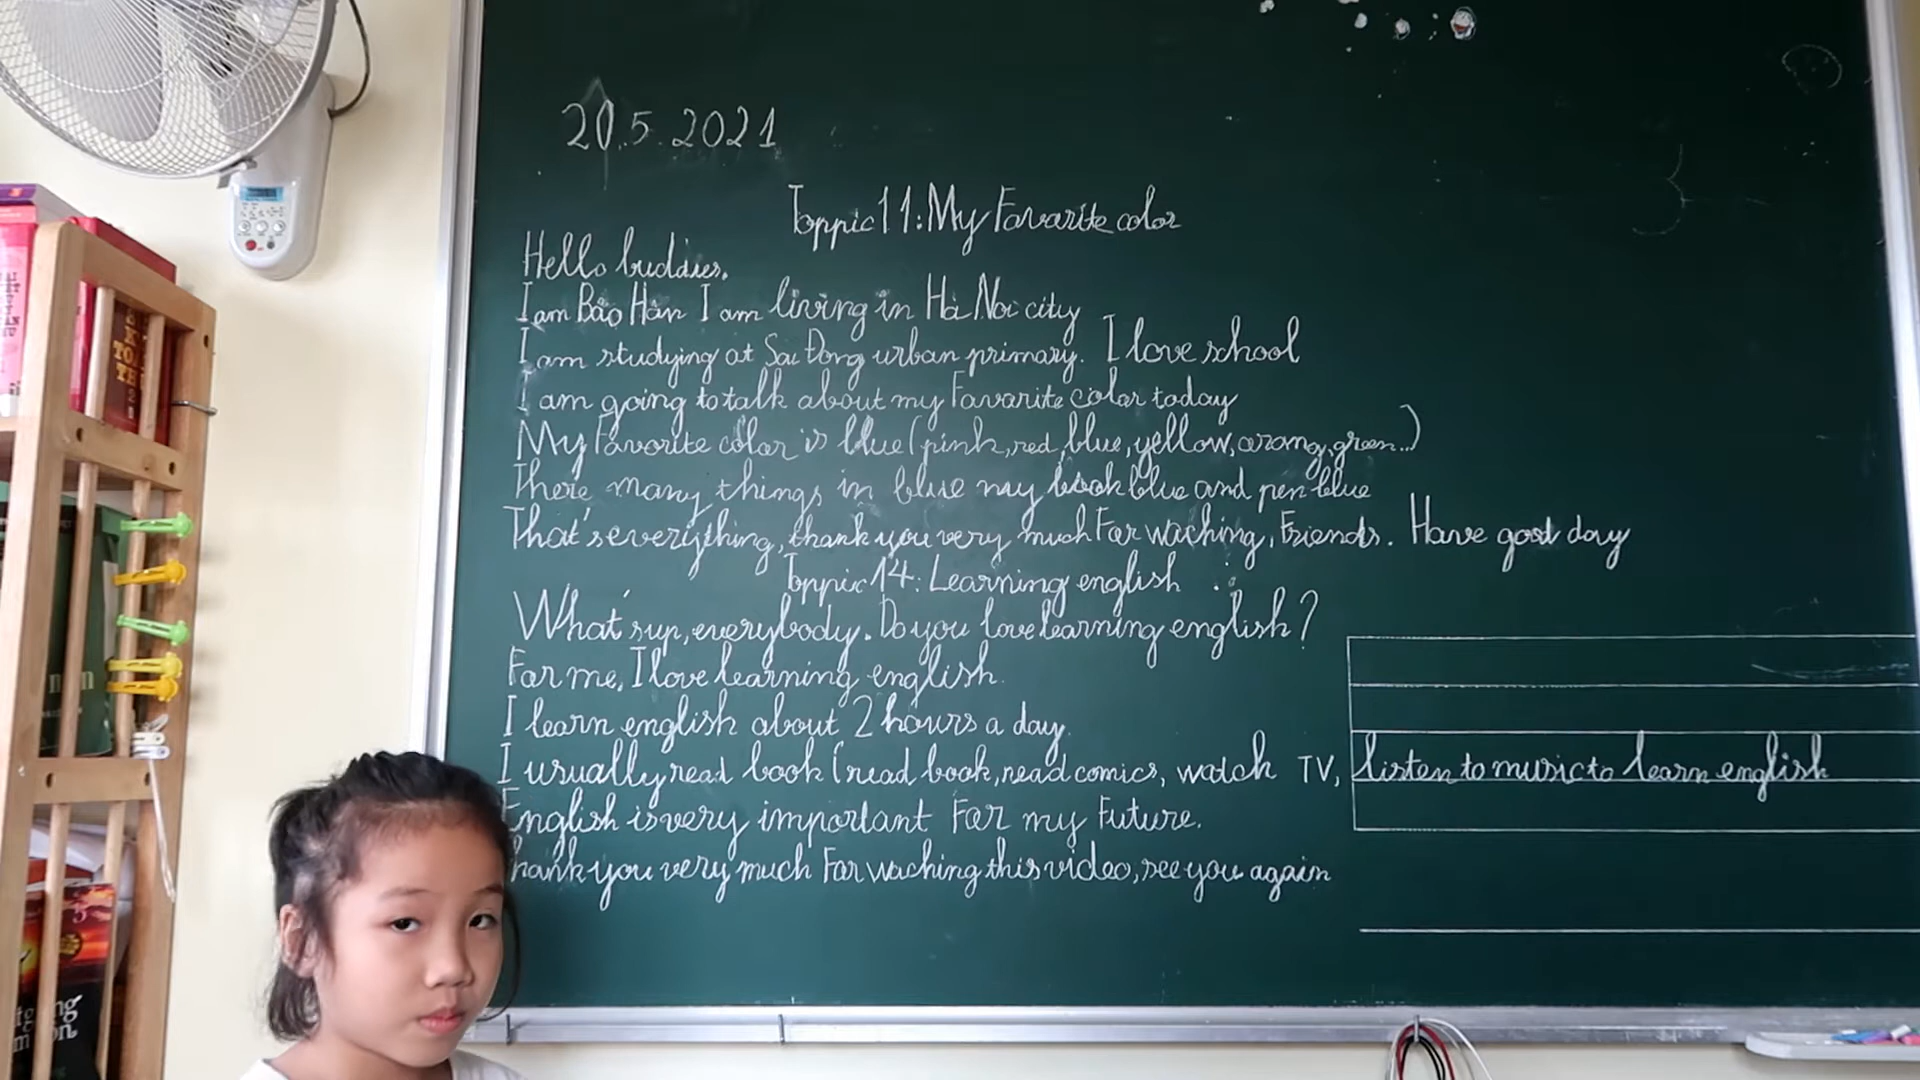 20.5.2021
Toppic 11: My Favarite color
Hello buddies.
I am Bảo Hân I am living in Hà Nội city
I am studying at Sài Đồng urban primary. I love school
I am going to talk about my Favarite color today
My Favorite color is blue (pink, red, blue, yellow, orang, green...)
There many things in blue my book blue and pen blue
That's everything, thank you very much For waching, Friends. Have good day
Toppic 14: Learning english
What's up, everybody. Do you love learning english?
For me, I love learning english.
I learn english about 2 hours a day.
I usually read book (read book, read comics, watch TV, listen to music to learn english
English is very important For my Future.
hank you very much For waching this video, see you again